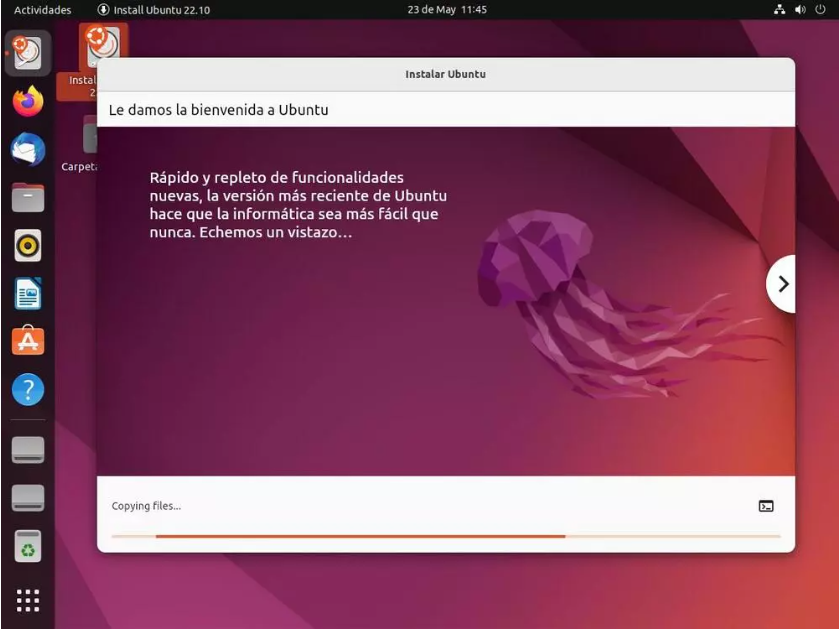 Actividades
Install Ubuntu 22.10
23 de May 11:45
Instal
2
Carpeta
Instalar Ubuntu
Le damos la bienvenida a Ubuntu
Rápido y repleto de funcionalidades
nuevas, la versión más reciente de Ubuntu
hace que la informática sea más fácil que
nunca. Echemos un vistazo...
Copying files...